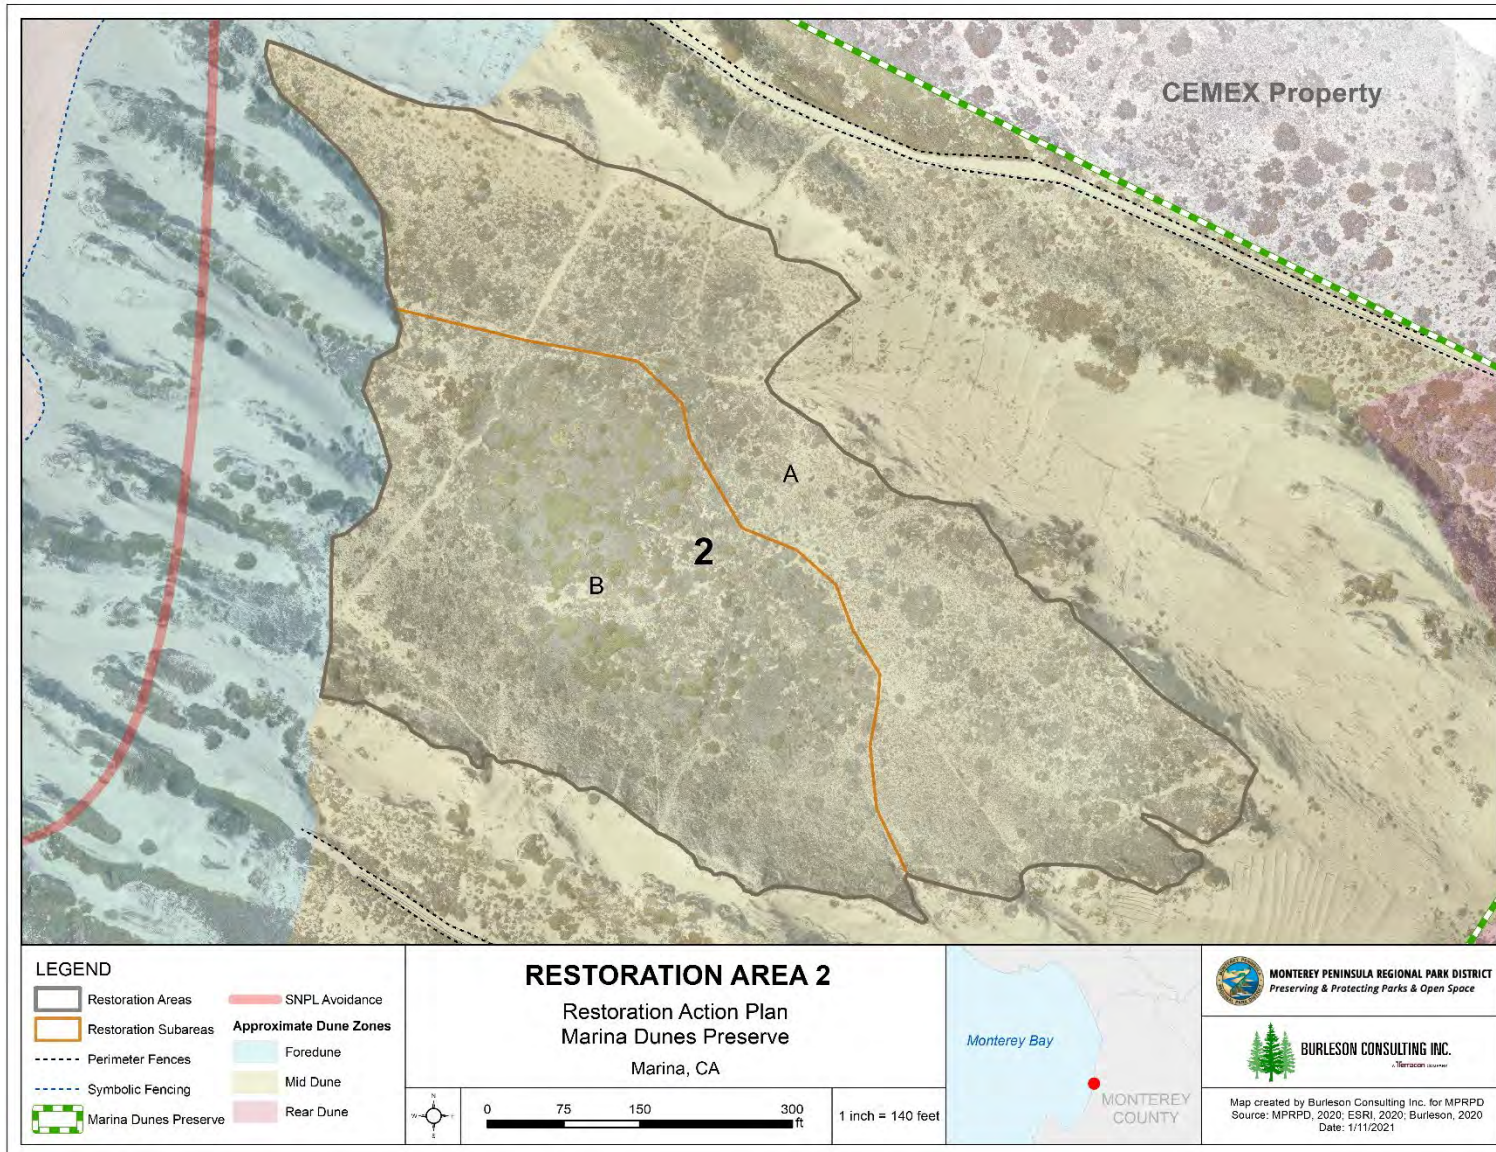 CEMEX Property
A
2
B
LEGEND
Restoration Areas
Restoration Subareas
Perimeter Fences
Symbolic Fencing
Marina Dunes Preserve
SNPL Avoidance
Approximate Dune Zones
Foredune
Mid Dune
Rear Dune
RESTORATION AREA 2
Restoration Action Plan
Marina Dunes Preserve
Marina, CA
N
W
E
S
0 75 150 300
ft
1 inch = 140 feet
Monterey Bay
MONTEREY
COUNTY
MONTEREY PENINSULA REGIONAL PARK DISTRICT
Preserving & Protecting Parks & Open Space
BURLESON CONSULTING INC.
A Terracon COMPANY
Map created by Burleson Consulting Inc. for MPRPD
Source: MPRPD, 2020; ESRI, 2020; Burleson, 2020
Date: 1/11/2021